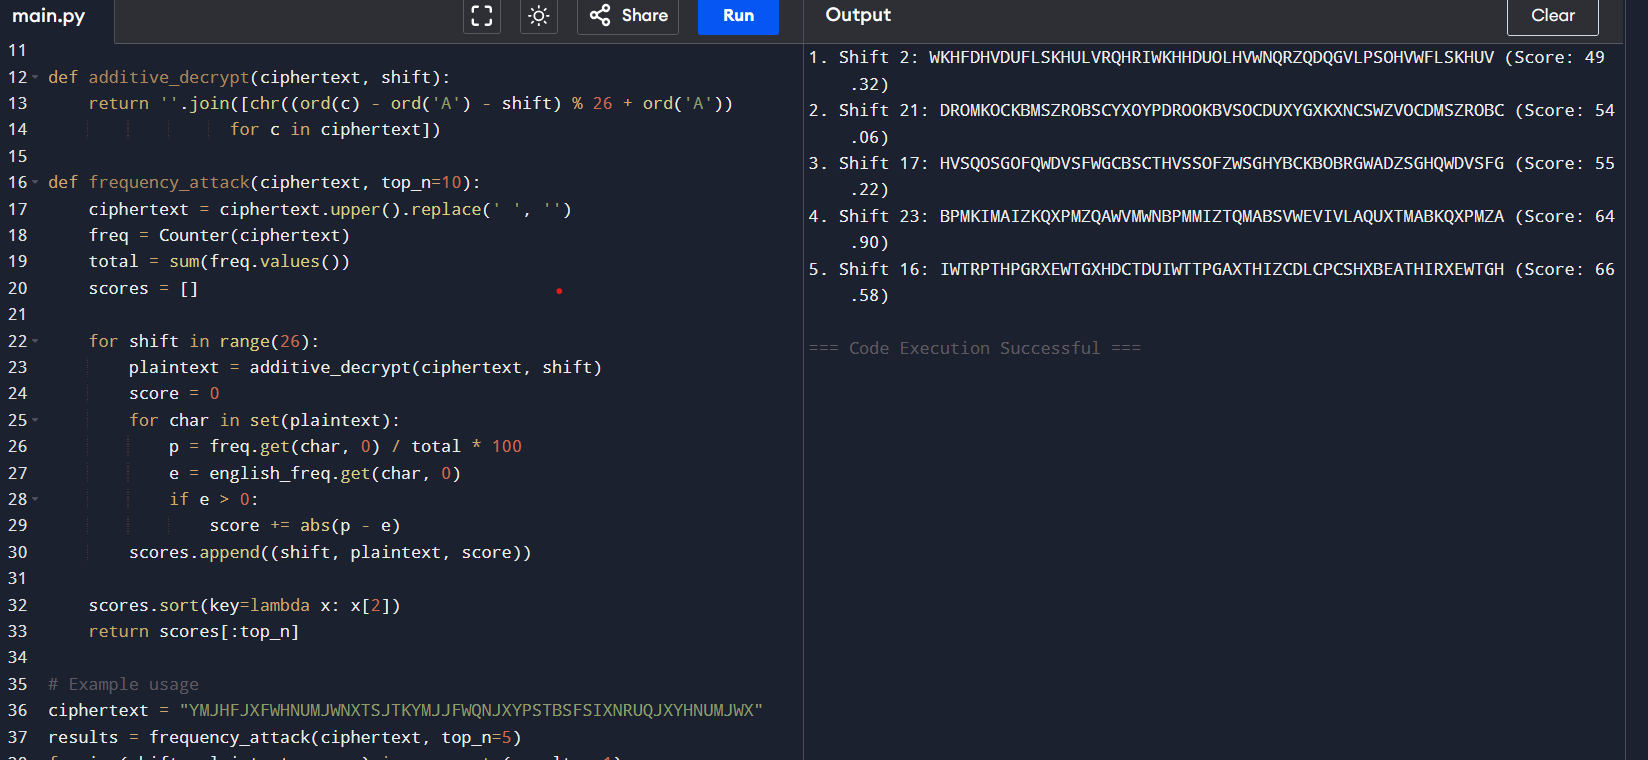 main.py
Share
Run
Output
Clear
11
12 def additive_decrypt(ciphertext, shift):
13 return ''.join([chr((ord(c) - ord('A') - shift) % 26 + ord('A'))
14 for c in ciphertext])
15
16 def frequency_attack(ciphertext, top_n=10):
17 ciphertext = ciphertext.upper().replace(' ', '')
18 freq = Counter(ciphertext)
19 total = sum(freq.values())
20 scores = []
21
22 for shift in range(26):
23 plaintext = additive_decrypt(ciphertext, shift)
24 score = 0
25 for char in set(plaintext):
26 p = freq.get(char, 0) / total * 100
27 e = english_freq.get(char, 0)
28 if e > 0:
29 score += abs(p - e)
30 scores.append((shift, plaintext, score))
31
32 scores.sort(key=lambda x: x[2])
33 return scores[:top_n]
34
35 # Example usage
36 ciphertext = "YMJHFJXFWHNUMJWNXTSJTKYMJJFWQNJXYPSTBSFSIXNRUQJXYHNUMJWX"
37 results = frequency_attack(ciphertext, top_n=5)
1. Shift 2: WKHFDHVDUFLSKHULVRQHRIWKHHDUOLHVWNQRZQDQGVLPSOHVWFLSKHUV (Score: 49
.32)
2. Shift 21: DROMKOCKBMSZROBSCYXOYPDROOKBVSOCDUXYGXKXNCSWZVOCDMSZROBC (Score: 54
.06)
3. Shift 17: HVSQOSGOFQWDVSFWGCBSCTHVSSOFZWSGHYBCKBOBRGWADZSGHQWDVSFG (Score: 55
.22)
4. Shift 23: BPMKIMAIZKQXPMZQAWVMWNBPMMIZTQMABSVWEVIVLAQUXTMABKQXPMZA (Score: 64
.90)
5. Shift 16: IWTRPTHPGRXEWTGXHDCTDUIWTTPGAXTHIZCDLCPCSHXBEATHIRXEWTGH (Score: 66
.58)
=== Code Execution Successful ===